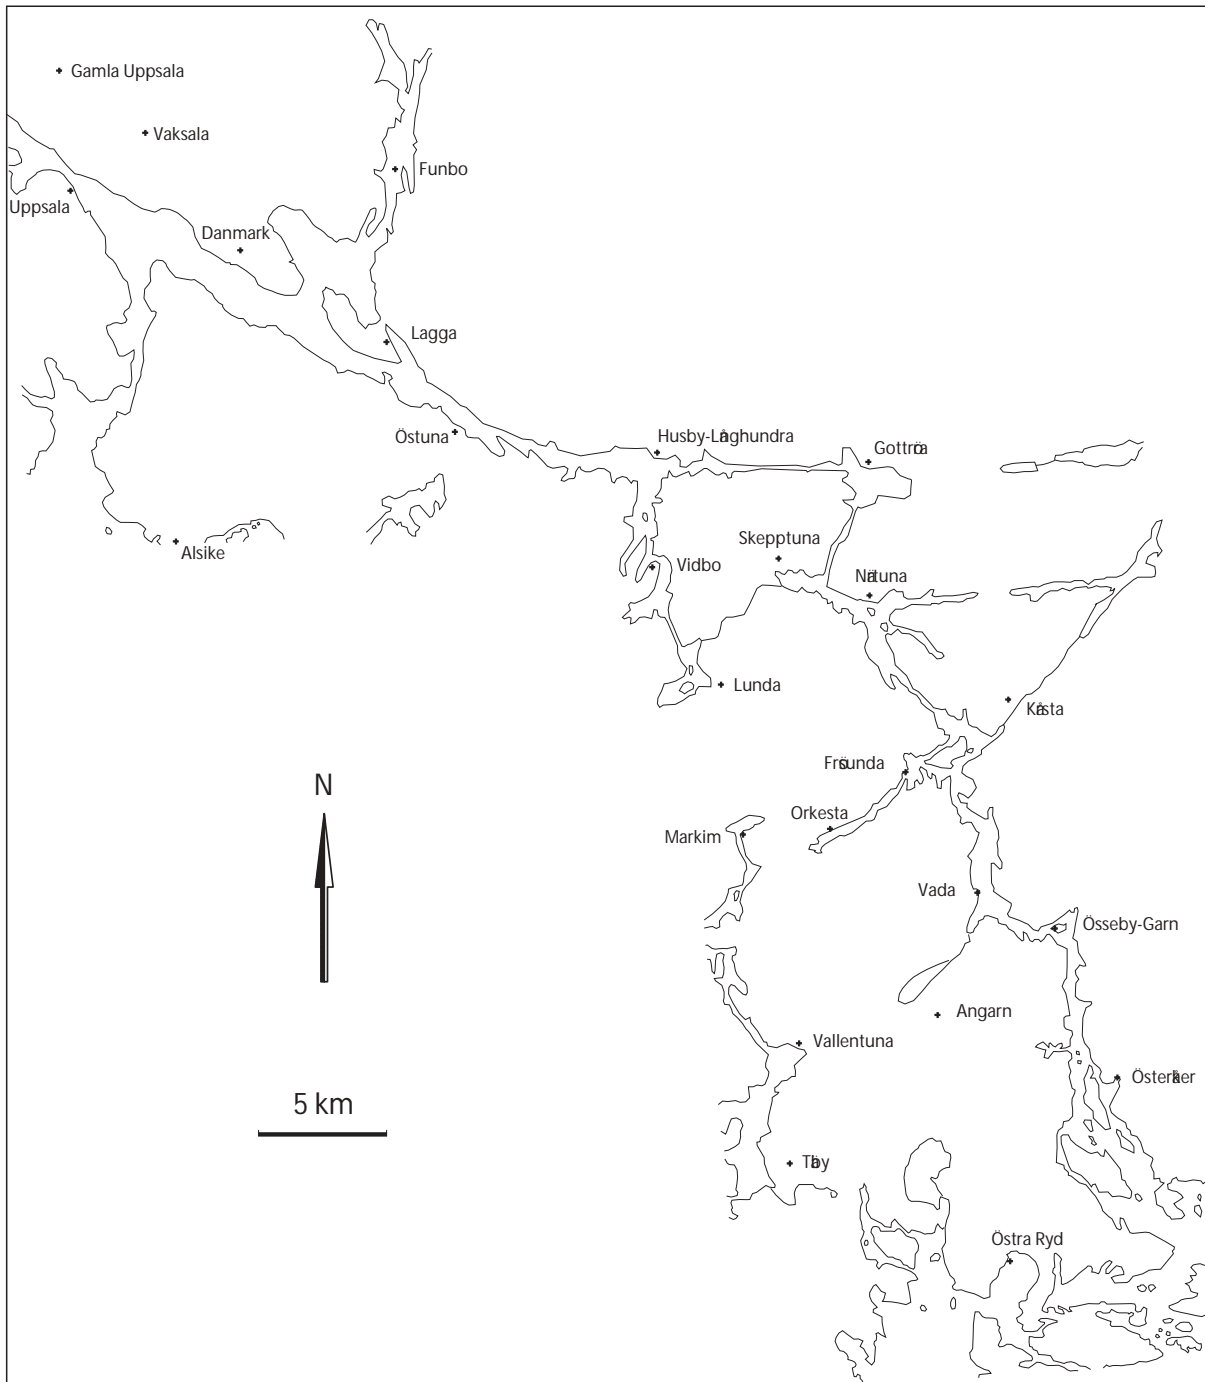 Gamla Uppsala
Vaksala
Funbo
Uppsala
Danmark
Lagga
Östuna
Husby-Långhundra
Gottröra
Alsike
Skepptuna
Vidbo
Närtuna
Lunda
Kårsta
Frösunda
N
Orkesta
Markim
Vada
Össeby-Garn
Angarn
Vallentuna
Österåker
5 km
Täby
Östra Ryd